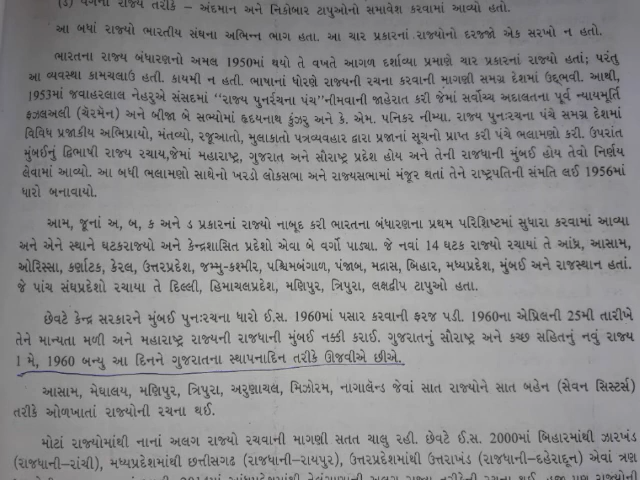 (ડ) વર્ગનાં રાજ્ય તરીકે – અંદમાન અને નિકોબાર ટાપુઓનો સમાવેશ કરવામાં આવ્યો હતો.
આ બધાં રાજ્યો ભારતીય સંઘના અભિન્ન ભાગ હતા. આ ચાર પ્રકારનાં રાજ્યોનો દરજ્જો એક સરખો ન હતો.
ભારતના રાજ્ય બંધારણનો અમલ 1950માં થયો તે વખતે આગળ દર્શાવ્યા પ્રમાણે ચાર પ્રકારનાં રાજ્યો હતાં; પરંતુ
આ વ્યવસ્થા કામચલાઉ હતી. કાયમી ન હતી. ભાષાનાં ધોરણે રાજ્યની રચના કરવાની માગણી સમગ્ર દેશમાં ઉદ્દભવી. આથી,
1953માં જવાહરલાલ નેહરુએ સંસદમાં "રાજ્ય પુનર્રચના પંચ"નીમવાની જાહેરાત કરી જેમાં સર્વોચ્ચ અદાલતના પૂર્વ ન્યાયમૂર્તિ
ફઝલઅલી (ચૅરમૅન) અને બીજા બે સભ્યોમાં હૃદયનાથ કુંઝરુ અને કે. એમ. પનિકર નીમ્યા. રાજ્ય પુનઃરચના પંચે સમગ્ર દેશમાં
વિવિધ પ્રજાકીય અભિપ્રાયો, મંતવ્યો, રજૂઆતો, મુલાકાતો પત્રવ્યવહાર દ્વારા પ્રજાનાં સૂચનો પ્રાપ્ત કરી પંચે ભલામણો કરી. ઉપરાંત
મુંબઈનું દ્વિભાષી રાજ્ય રચાય,જેમાં મહારાષ્ટ્ર, ગુજરાત અને સૌરાષ્ટ્ર પ્રદેશ હોય અને તેની રાજધાની મુંબઈ હોય તેવો નિર્ણય
લેવામાં આવ્યો. આ બધી ભલામણો સાથેનો ખરડો લોકસભા અને રાજ્યસભામાં મંજૂર થતાં તેને રાષ્ટ્રપતિની સંમતિ લઈ 1956માં
ધારો બનાવાયો.
આમ, જૂનાં અ, બ, ક અને ડ પ્રકારનાં રાજ્યો નાબૂદ કરી ભારતના બંધારણના પ્રથમ પરિશિષ્ટમાં સુધારા કરવામાં આવ્યા
અને એને સ્થાને ઘટકરાજ્યો અને કેન્દ્રશાસિત પ્રદેશો એવા બે વર્ગો પાડ્યા. જે નવાં 14 ઘટક રાજ્યો રચાયાં તે આંધ્ર, આસામ,
ઓરિસ્સા, કર્ણાટક, કેરલ, ઉત્તરપ્રદેશ, જમ્મુ-કશ્મીર, પશ્ચિમબંગાળ, પંજાબ, મદ્રાસ, બિહાર, મધ્યપ્રદેશ, મુંબઈ અને રાજસ્થાન હતાં.
જે પાંચ સંઘપ્રદેશો રચાયા તે દિલ્લી, હિમાચલપ્રદેશ, મણિપુર, ત્રિપુરા, લક્ષદ્વીપ ટાપુઓ હતા.
છેવટે કેન્દ્ર સરકારને મુંબઈ પુનઃરચના ધારો ઈ.સ. 1960માં પસાર કરવાની ફરજ પડી. 1960ના એપ્રિલની 25મી તારીખે
તેને માન્યતા મળી અને મહારાષ્ટ્ર રાજ્યની રાજધાની મુંબઈ નક્કી કરાઈ. ગુજરાતનું સૌરાષ્ટ્ર અને કચ્છ સહિતનું નવું રાજ્ય
1 મે, 1960 બન્યુ આ દિનને ગુજરાતના સ્થાપનાદિન તરીકે ઊજવીએ છીએ.
આસામ, મેઘાલય, મણિપુર, ત્રિપુરા, અરુણાચલ, મિઝોરમ, નાગાલૅન્ડ જેવાં સાત રાજ્યોને સાત બહેન (સેવન સિસ્ટર્સ)
તરીકે ઓળખાતાં રાજ્યોની રચના થઈ.
મોટાં રાજ્યોમાંથી નાનાં અલગ રાજ્યો રચવાની માગણી સતત ચાલુ રહી. છેવટે ઈ.સ. 2000માં બિહારમાંથી ઝારખંડ
(રાજધાની–રાંચી), મધ્યપ્રદેશમાંથી છત્તીસગઢ (રાજધાની–રાયપુર), ઉત્તરપ્રદેશમાંથી ઉત્તરાખંડ (રાજધાની–દહેરાદૂન) એવાં ત્રણ